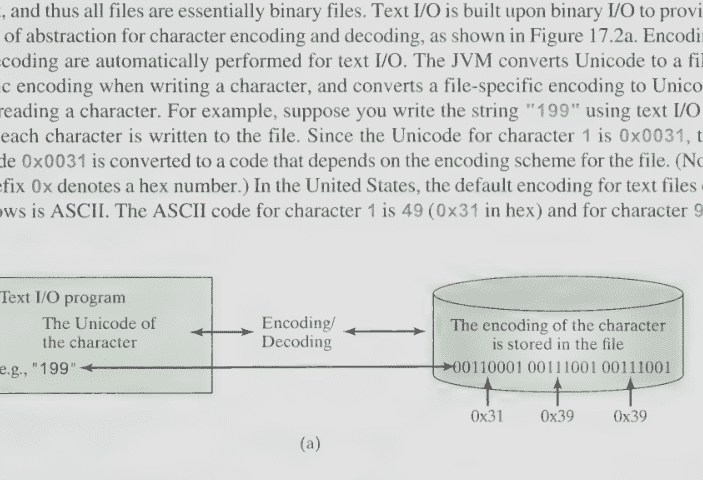 , and thus all files are essentially binary files. Text I/O is built upon binary I/O to provi
of abstraction for character encoding and decoding, as shown in Figure 17.2a. Encodi
ecoding are automatically performed for text I/O. The JVM converts Unicode to a fil
c encoding when writing a character, and converts a file-specific encoding to Unico
reading a character. For example, suppose you write the string "199" using text I/O
each character is written to the file. Since the Unicode for character 1 is 0x0031, t
de 0x0031 is converted to a code that depends on the encoding scheme for the file. (No
efix 0x denotes a hex number.) In the United States, the default encoding for text files
ows is ASCII. The ASCII code for character 1 is 49 (0x31 in hex) and for character 9
Text I/O program
The Unicode of
the character
e.g., "199"
Encoding/
Decoding
The encoding of the character
is stored in the file
00110001 00111001 00111001
0x31 0x39 0x39
(a)